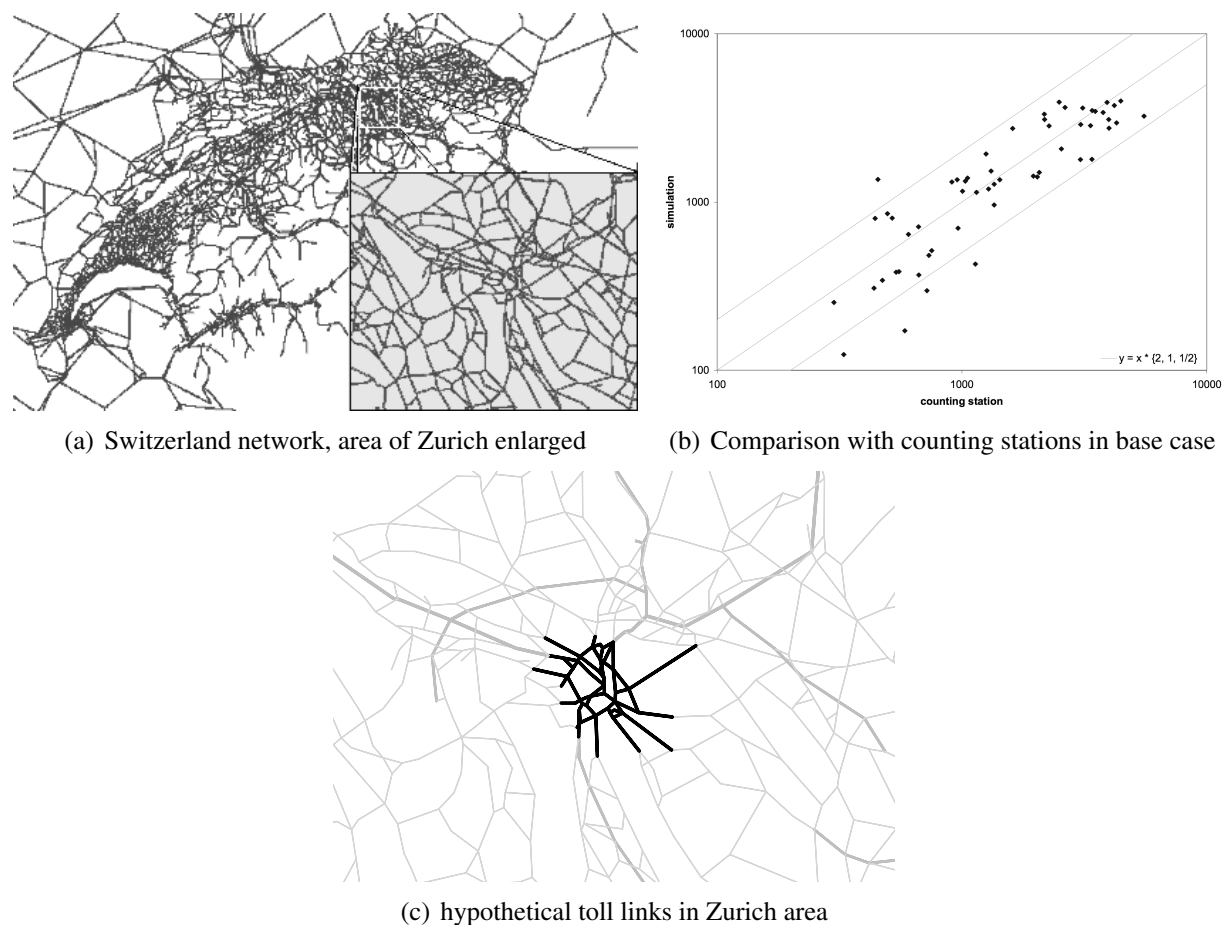 10000
1000
100
simulation
y = x * {2, 1, 1/2}
100
1000
10000
counting station
(a) Switzerland network, area of Zurich enlarged
(b) Comparison with counting stations in base case
(c) hypothetical toll links in Zurich area